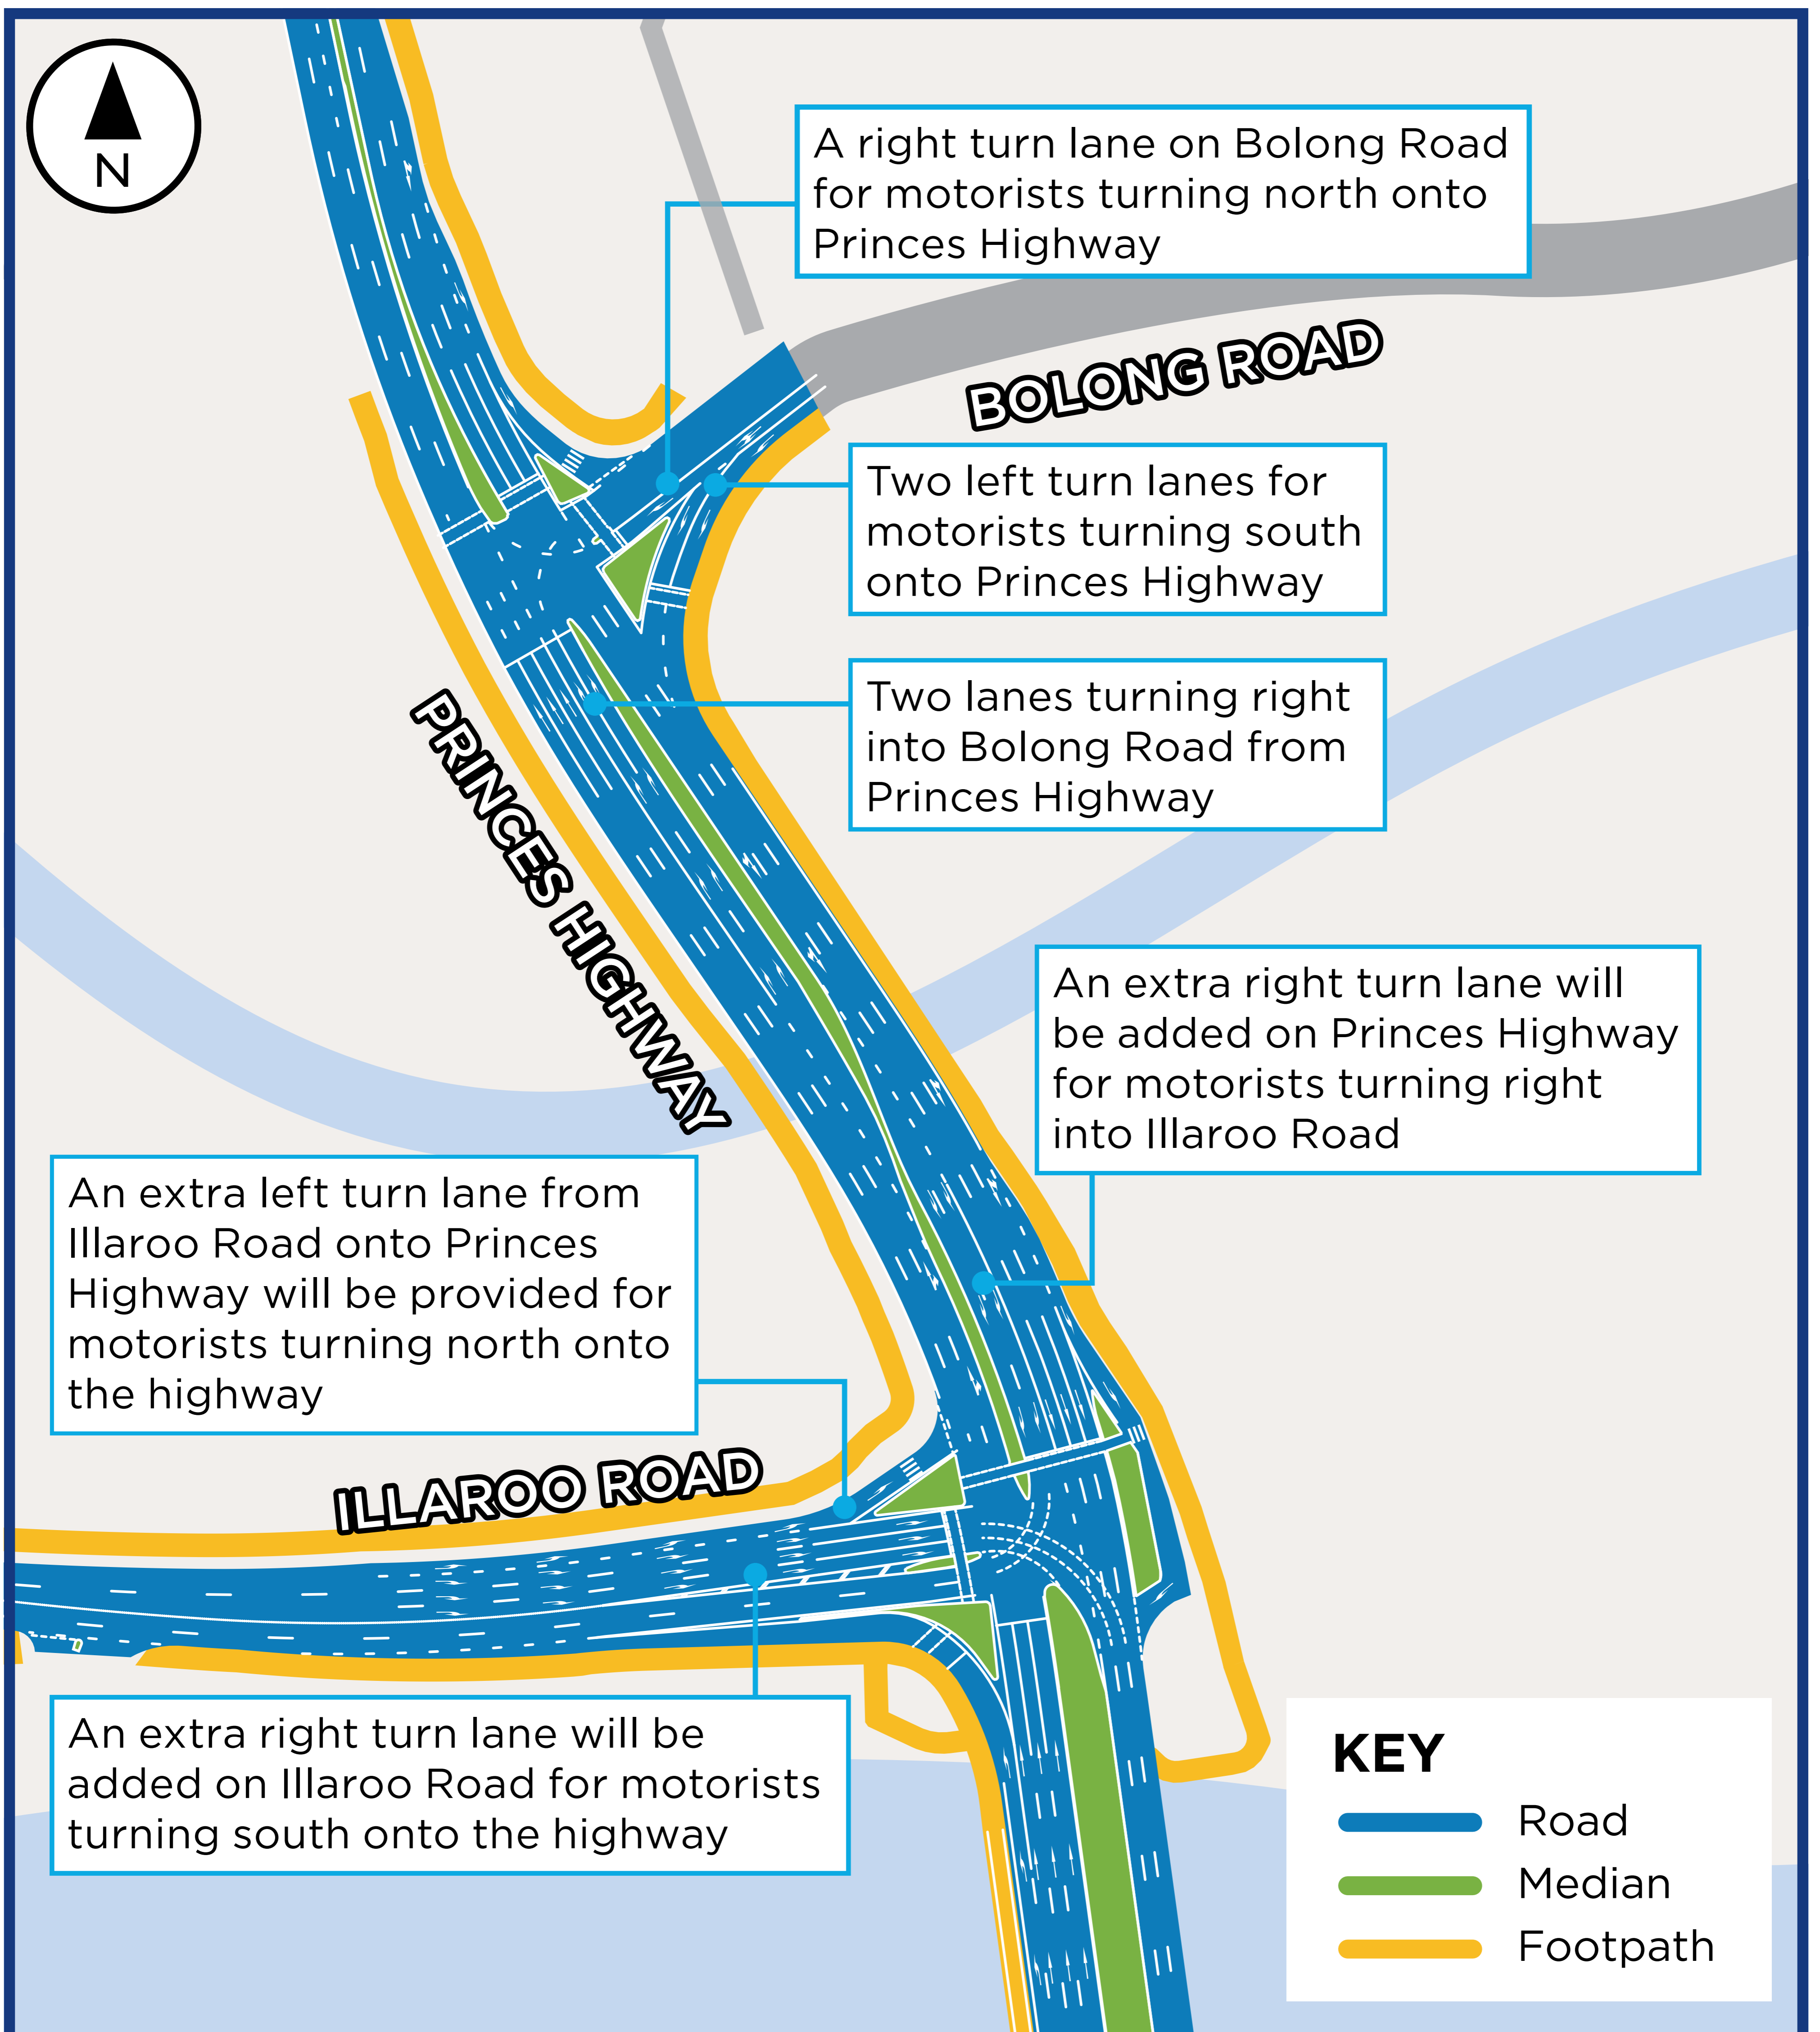 N
A right turn lane on Bolong Road
for motorists turning north onto
Princes Highway
BOLONG ROAD
Two left turn lanes for
motorists turning south
onto Princes Highway
Two lanes turning right
into Bolong Road from
Princes Highway
PRINCES HIGHWAY
An extra right turn lane will
be added on Princes Highway
for motorists turning right
into Illaroo Road
An extra left turn lane from
Illaroo Road onto Princes
Highway will be provided for
motorists turning north onto
the highway
ILLAROO ROAD
An extra right turn lane will be
added on Illaroo Road for motorists
turning south onto the highway
KEY
Road
Median
Footpath